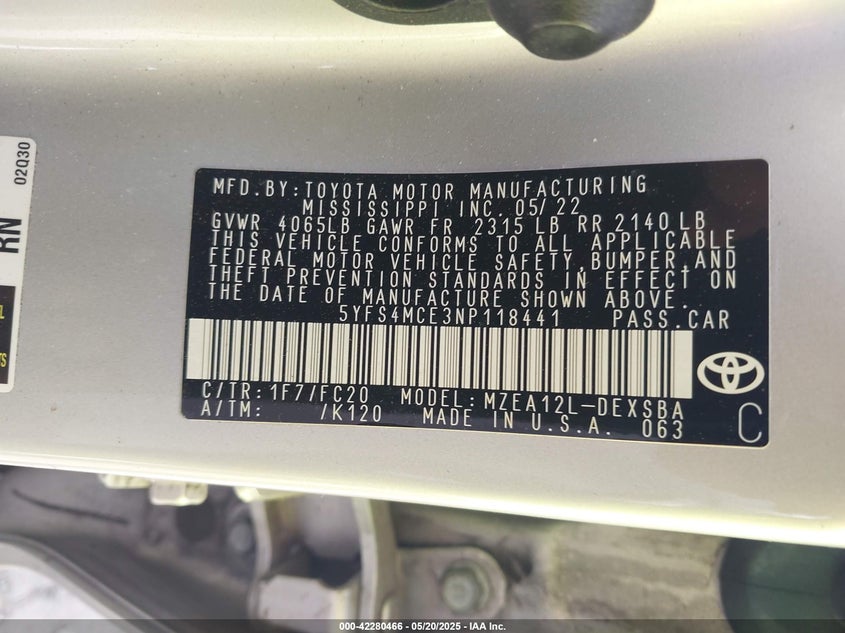 02Q30
RN
L
TS
MFD.BY:TOYOTA MOTOR MANUFACTURING
MISSISSIPPI INC. 05/22
GVWR 4065LB GAWR FR 2315 LB RR 2140 LB
THIS VEHICLE CONFORMS TO ALL APPLICABLE
FEDERAL MOTOR VEHICLE SAFETY,BUMPER,AND
THEFT PREVENTION STANDARDS IN EFFECT ON
THE DATE OF MANUFACTURE SHOWN ABOVE.
5YFS4MCE3NP118441 PASS.CAR
C/TR:1F7/FC20 MODEL:MZEA12L-DEXSBA
A/TM: /K120 MADE IN U.S.A. 063
C
000-42280466 - 05/20/2025 - IAA Inc.